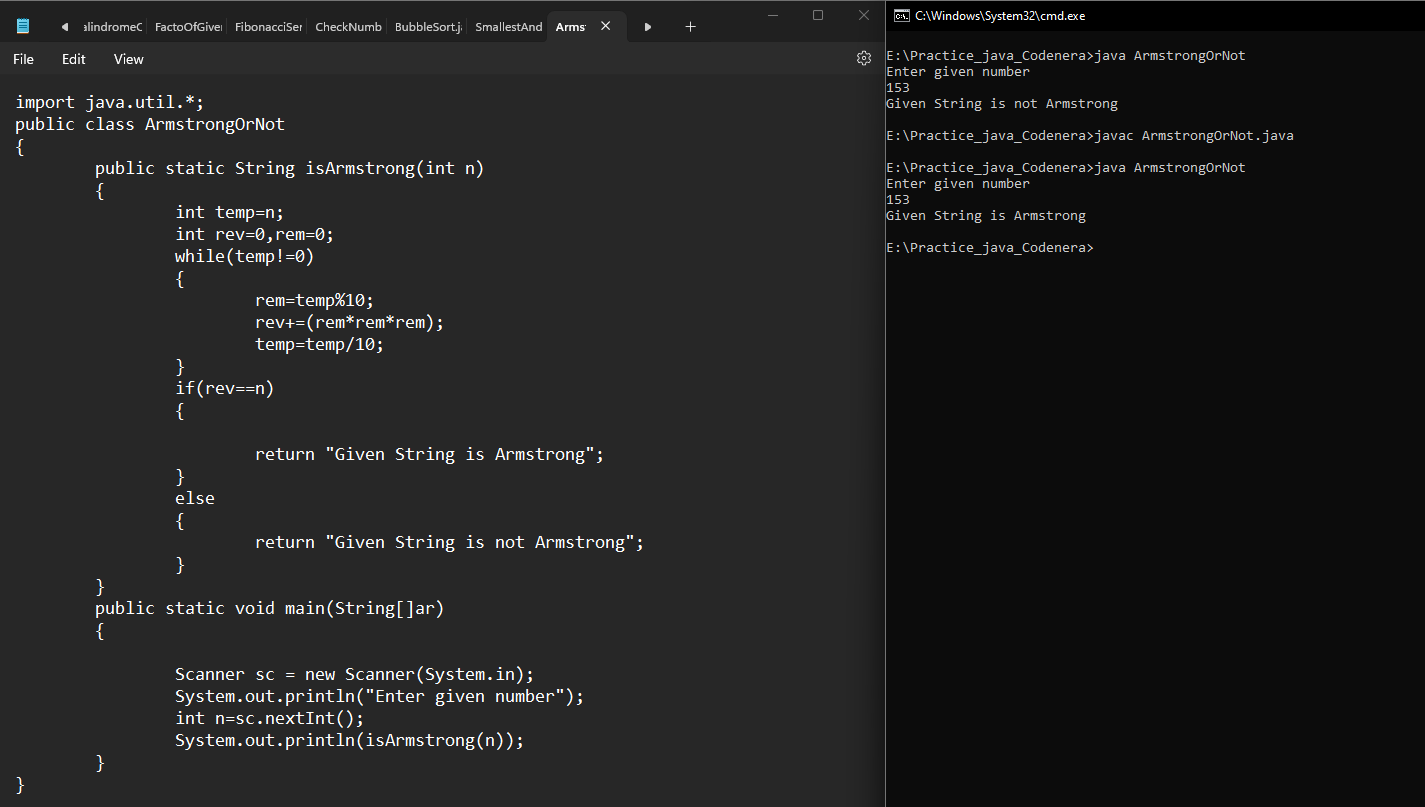 alindromeC FactoOfGiver FibonacciSer CheckNumb BubbleSort.j SmallestAnd Arms
File Edit View
import java.util.*;
public class ArmstrongOrNot
{
public static String isArmstrong(int n)
{
int temp=n;
int rev=0,rem=0;
while(temp!=0)
{
rem=temp%10;
rev+=(rem*rem*rem);
temp=temp/10;
}
if(rev==n)
{
return "Given String is Armstrong";
}
else
{
return "Given String is not Armstrong";
}
}
public static void main(String[]ar)
{
Scanner sc = new Scanner(System.in);
System.out.println("Enter given number");
int n=sc.nextInt();
System.out.println(isArmstrong(n));
}
}
C:\Windows\System32\cmd.exe
E:\Practice_java_Codenera>java ArmstrongOrNot
Enter given number
153
Given String is not Armstrong
E:\Practice_java_Codenera>javac ArmstrongOrNot.java
E:\Practice_java_Codenera>java ArmstrongOrNot
Enter given number
153
Given String is Armstrong
E:\Practice_java_Codenera>